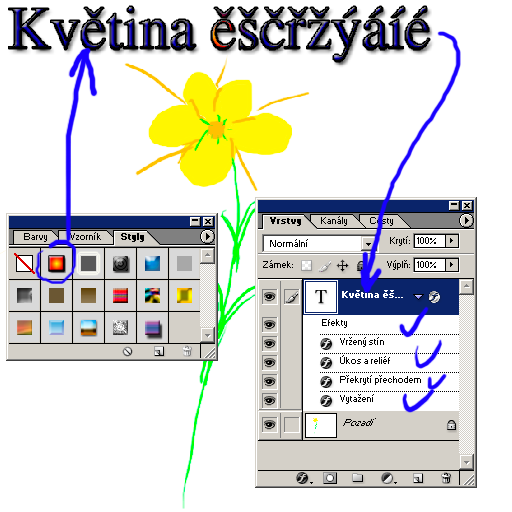 Květina ěščřžýáíé
Barvy Vzorník Styly
Vrstvy Kanály Cesty
Normální Krytí: 100%
Zámek: Výplň: 100%
T Květina ěš...
Efekty
Vržený stín
Úkos a reliéf
Překrytí přechodem
Vytažení
Pozadí